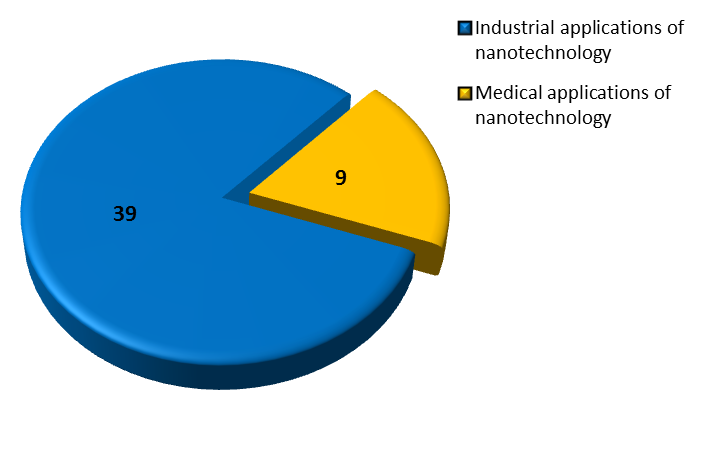 Industrial applications of
nanotechnology
Medical applications of
nanotechnology
9
39